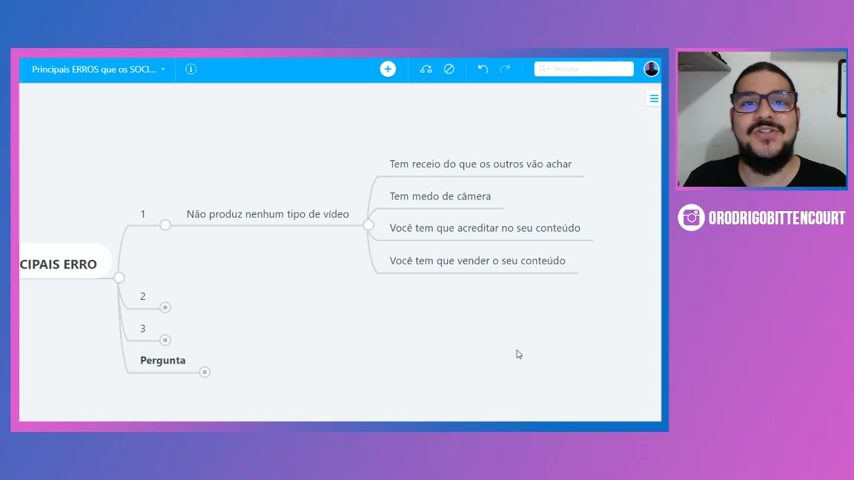 Principais ERROS que os SOCI...
Tem receio do que os outros vão achar
Tem medo de câmera
1
Não produz nenhum tipo de vídeo
Você tem que acreditar no seu conteúdo
Você tem que vender o seu conteúdo
CIPAIS ERRO
2
3
Pergunta
ORODRIGOBITTENCOURT